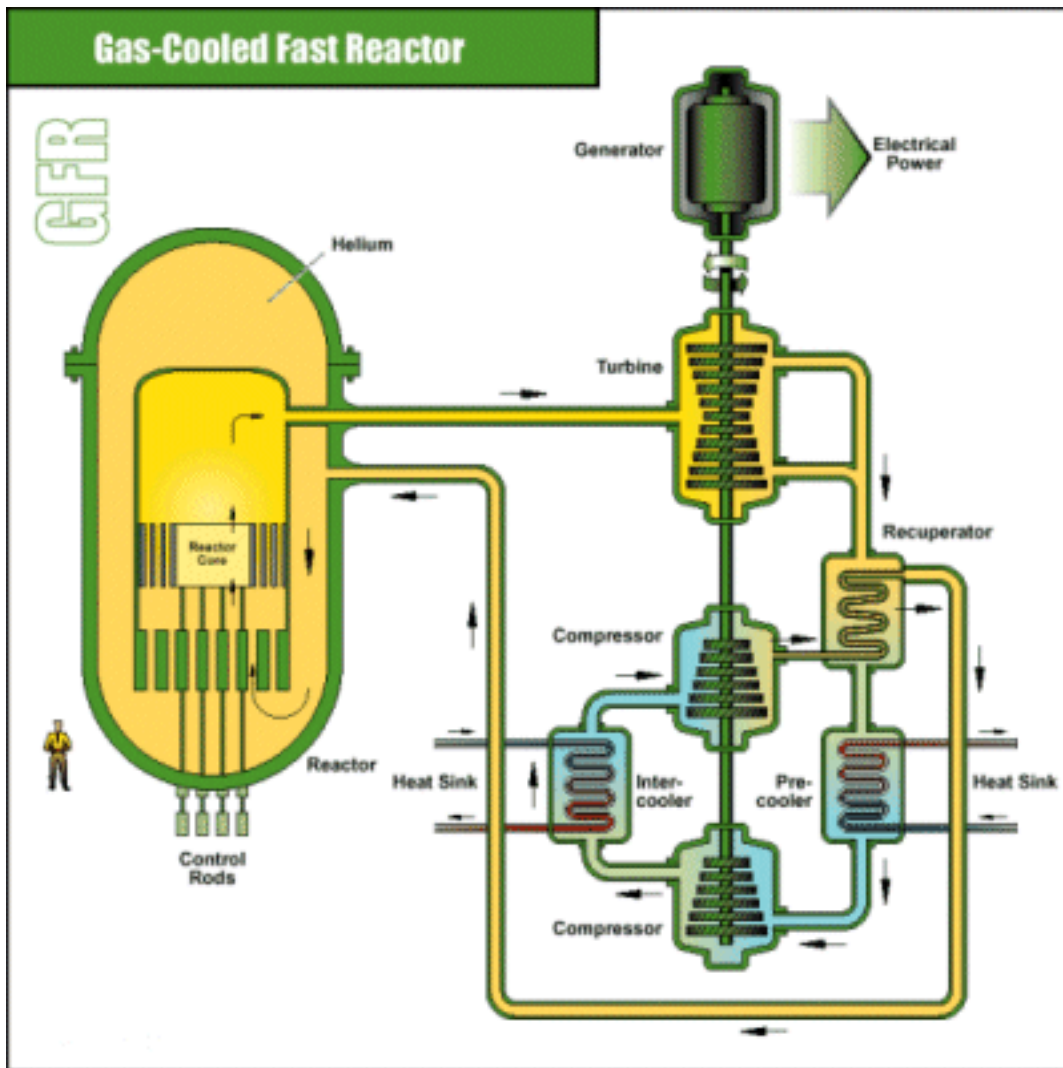 Gas-Cooled Fast Reactor
GFR
Generator
Electrical
Power
Helium
Turbine
Reactor
Core
Recuperator
Compressor
Reactor
Heat Sink
Inter-
cooler
Pre-
cooler
Heat Sink
Control
Rods
Compressor